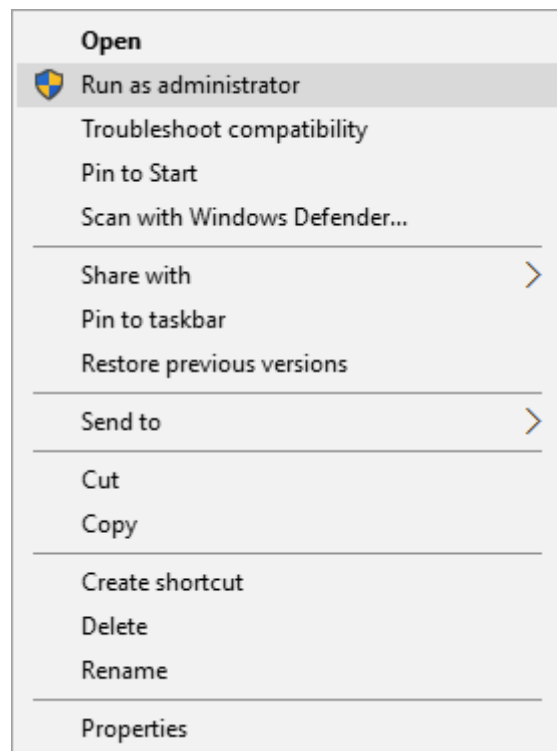 Open
Run as administrator
Troubleshoot compatibility
Pin to Start
Scan with Windows Defender...
Share with
Pin to taskbar
Restore previous versions
Send to
Cut
Copy
Create shortcut
Delete
Rename
Properties